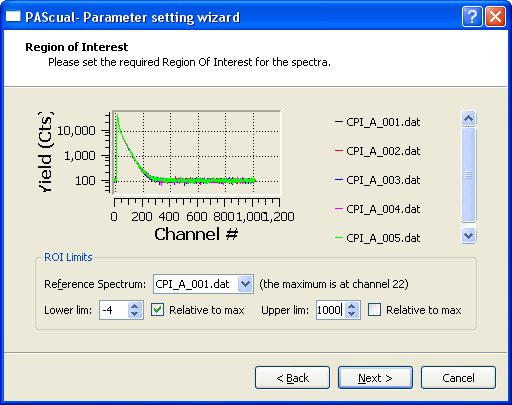 PAScual- Parameter setting wizard
Region of Interest
Please set the required Region Of Interest for the spectra.
Yield (Cts)
10,000
1,000
100
0 200 400 600 800 1,000 1,200
Channel #
CPI_A_001.dat
CPI_A_002.dat
CPI_A_003.dat
CPI_A_004.dat
CPI_A_005.dat
ROI Limits
Reference Spectrum: CPI_A_001.dat (the maximum is at channel 22)
Lower lim: -4 Relative to max Upper lim: 1000 Relative to max
< Back Next > Cancel